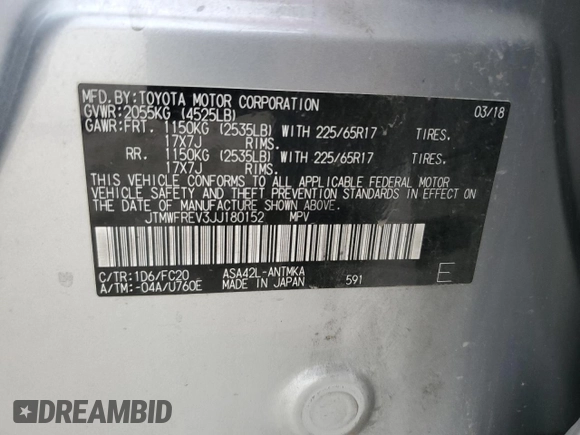 MFD. BY: TOYOTA MOTOR CORPORATION 03/18
GVWR: 2055KG (4525LB)
GAWR: FRT. 1150KG (2535LB) WITH 225/65R17 TIRES.
17X7J RIMS.
RR. 1150KG (2535LB) WITH 225/65R17 TIRES.
17X7J RIMS.
THIS VEHICLE CONFORMS TO ALL APPLICABLE FEDERAL MOTOR
VEHICLE SAFETY AND THEFT PREVENTION STANDARDS IN EFFECT ON
THE DATE OF MANUFACTURE SHOWN ABOVE.
JTMWFREV3JJ180152 MPV
C/TR: 1D6/FC20 ASA42L-ANTMKA
A/TM: -04A/U760E MADE IN JAPAN 591 E
DREAMBID